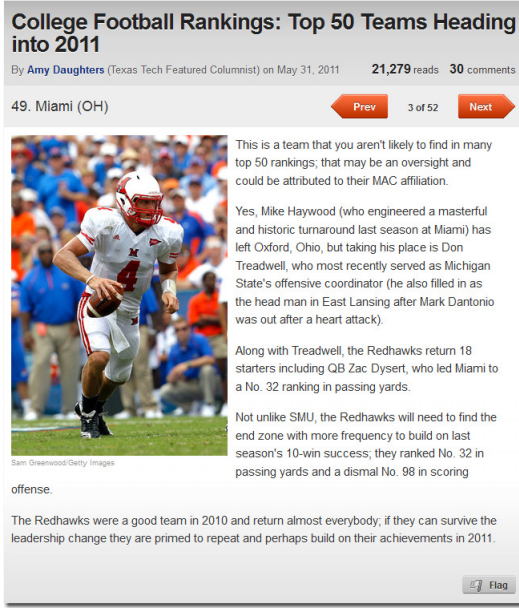 College Football Rankings: Top 50 Teams Heading
into 2011
By Amy Daughters (Texas Tech Featured Columnist) on May 31, 2011 21,279 reads 30 comments
49. Miami (OH) Prev 3 of 52 Next
This is a team that you aren't likely to find in many
top 50 rankings; that may be an oversight and
could be attributed to their MAC affiliation.
Yes, Mike Haywood (who engineered a masterful
and historic turnaround last season at Miami) has
left Oxford, Ohio, but taking his place is Don
Treadwell, who most recently served as Michigan
State's offensive coordinator (he also filled in as
the head man in East Lansing after Mark Dantonio
was out after a heart attack).
Along with Treadwell, the Redhawks return 18
starters including QB Zac Dysert, who led Miami to
a No. 32 ranking in passing yards.
Not unlike SMU, the Redhawks will need to find the
end zone with more frequency to build on last
season's 10-win success; they ranked No. 32 in
passing yards and a dismal No. 98 in scoring
offense.
M
4
Sam Greenwood/Getty Images
The Redhawks were a good team in 2010 and return almost everybody; if they can survive the
leadership change they are primed to repeat and perhaps build on their achievements in 2011.
Flag